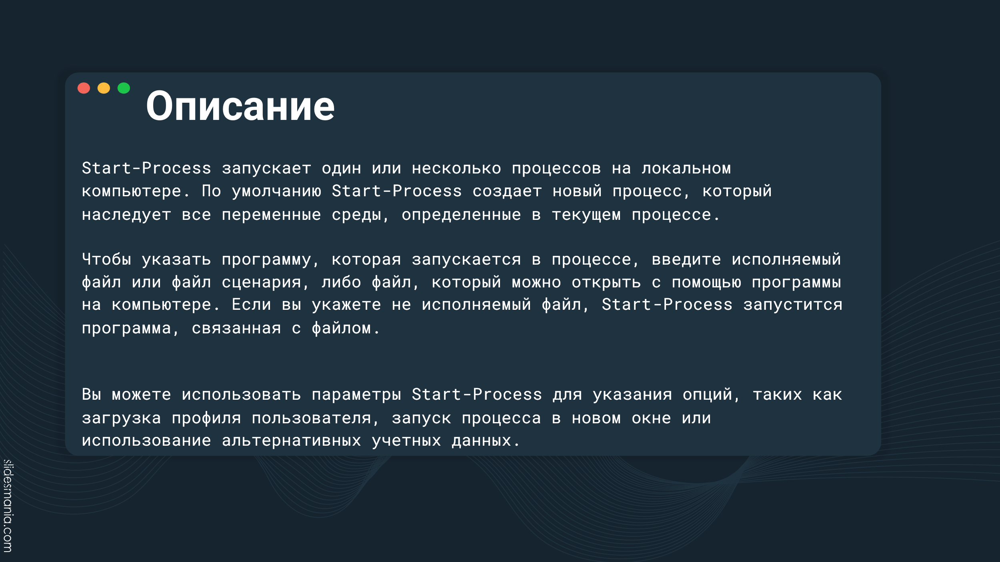 Описание
Start-Process запускает один или несколько процессов на локальном
компьютере. По умолчанию Start-Process создает новый процесс, который
наследует все переменные среды, определенные в текущем процессе.
Чтобы указать программу, которая запускается в процессе, введите исполняемый
файл или файл сценария, либо файл, который можно открыть с помощью программы
на компьютере. Если вы укажете не исполняемый файл, Start-Process запустится
программа, связанная с файлом.
Вы можете использовать параметры Start-Process для указания опций, таких как
загрузка профиля пользователя, запуск процесса в новом окне или
использование альтернативных учетных данных.
slidesmania.com